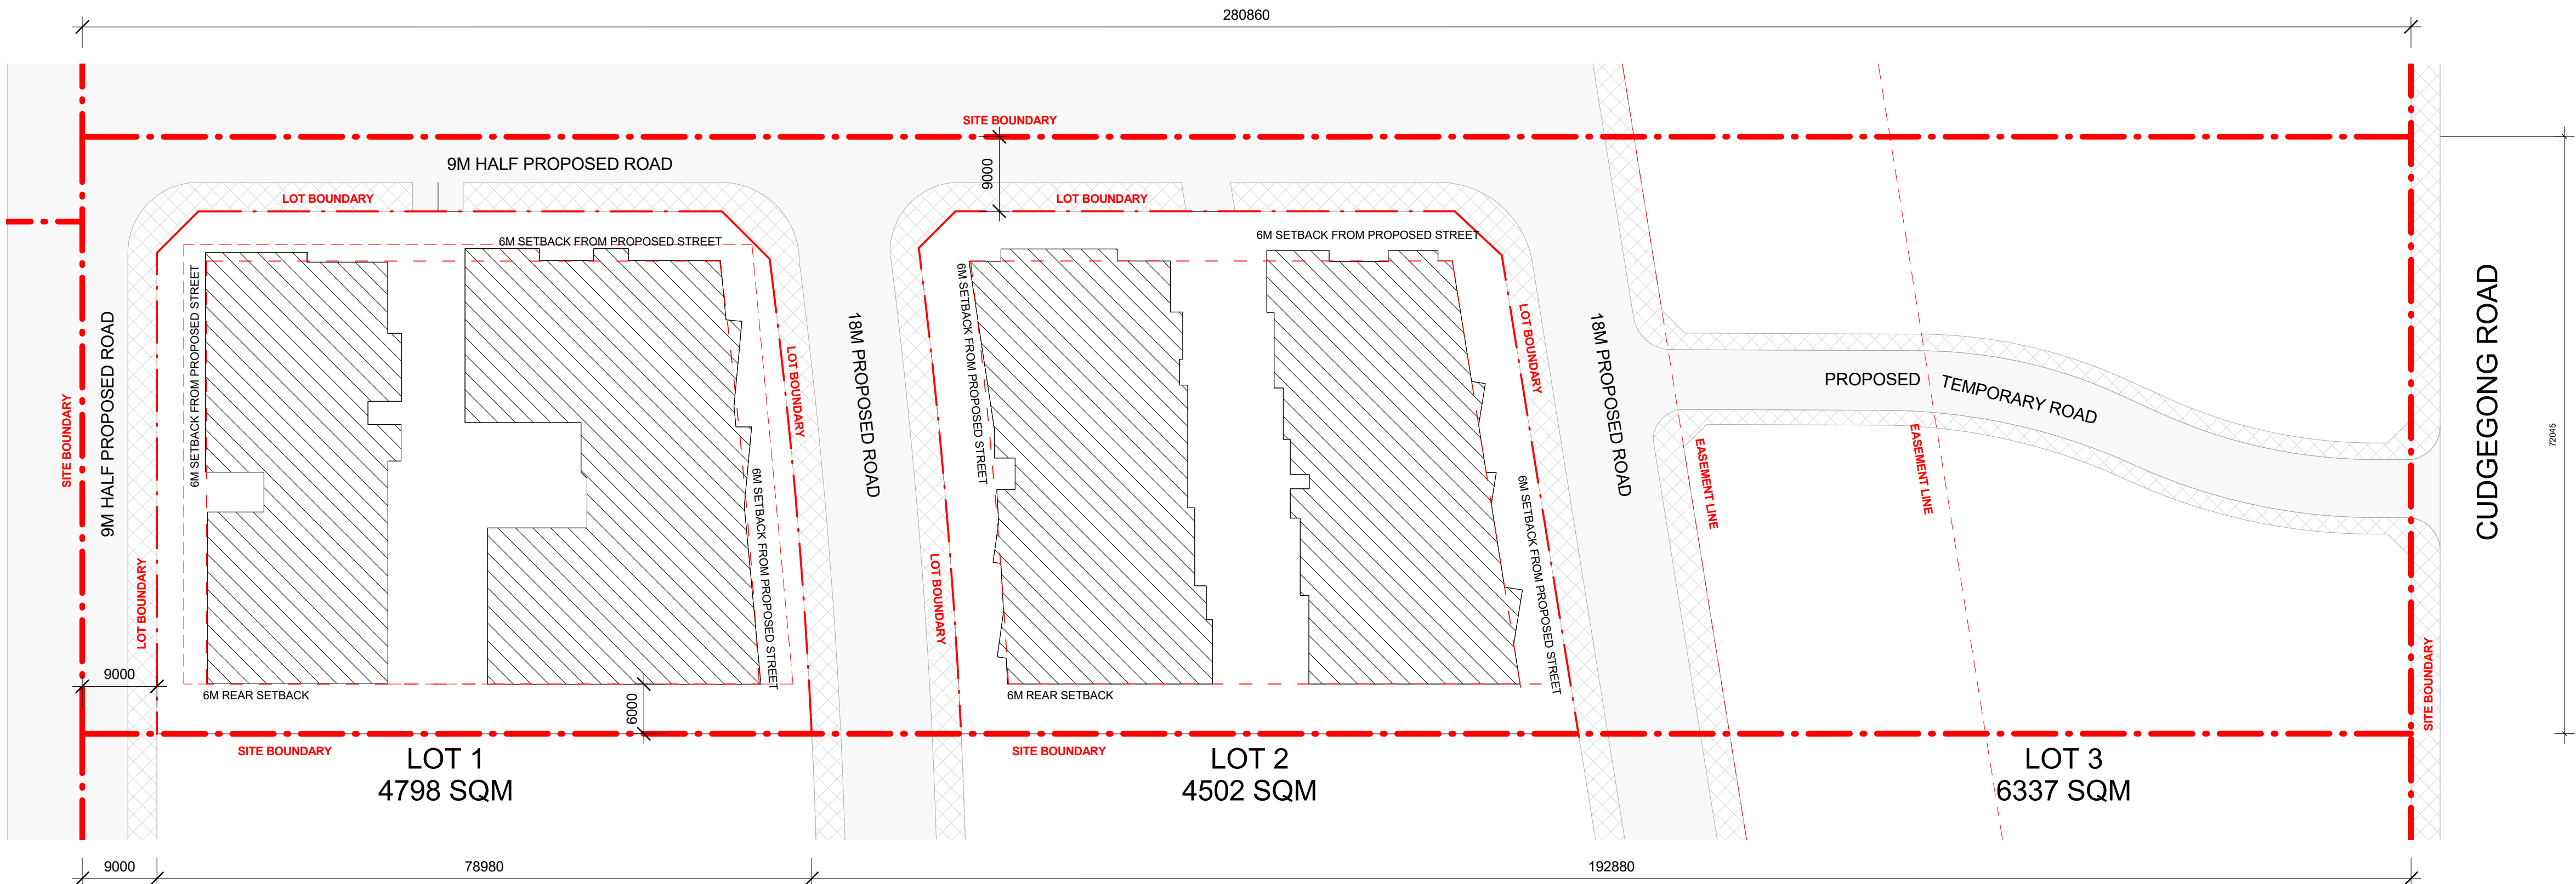 280860
SITE BOUNDARY
9M HALF PROPOSED ROAD
9000
LOT BOUNDARY
LOT BOUNDARY
6M SETBACK FROM PROPOSED STREET
6M SETBACK FROM PROPOSED STREET
6M SETBACK FROM PROPOSED STREET
6M SETBACK FROM PROPOSED STREET
SITE BOUNDARY
9M HALF PROPOSED ROAD
LOT BOUNDARY
LOT BOUNDARY
6M SETBACK FROM PROPOSED STREET
18M PROPOSED ROAD
LOT BOUNDARY
LOT BOUNDARY
6M SETBACK FROM PROPOSED STREET
18M PROPOSED ROAD
EASEMENT LINE
EASEMENT LINE
PROPOSED TEMPORARY ROAD
CUDGEGONG ROAD
72045
SITE BOUNDARY
9000
6M REAR SETBACK
6000
6M REAR SETBACK
SITE BOUNDARY
SITE BOUNDARY
LOT 1
4798 SQM
LOT 2
4502 SQM
LOT 3
6337 SQM
9000
78980
192880